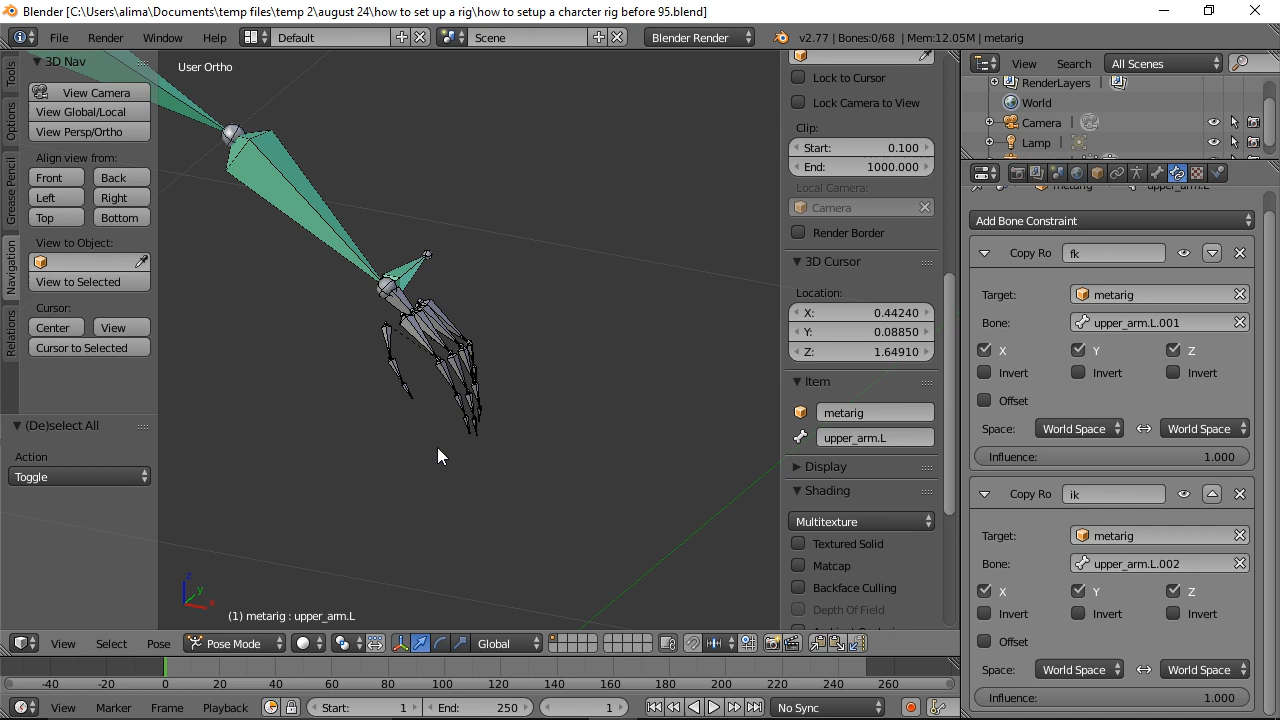 Blender [C:\Users\alima\Documents\temp files\temp 2\august 24\how to set up a rig\how to setup a charcter rig before 95.blend]
File Render Window Help Default Scene Blender Render v2.77 | Bones:0/68 | Mem:12.05M | metarig
Tools
Options
Grease Pencil
Navigation
Relations
3D Nav
View Camera
View Global/Local
View Persp/Ortho
Align view from:
Front Back
Left Right
Top Bottom
View to Object:
View to Selected
Cursor:
Center View
Cursor to Selected
(De)select All
Action
Toggle
User Ortho
z
y
x
(1) metarig : upper_arm.L
Lock to Cursor
Lock Camera to View
Clip:
Start: 0.100
End: 1000.000
Local Camera:
Camera
Render Border
3D Cursor
Location:
X: 0.44240
Y: 0.08850
Z: 1.64910
Item
metarig
upper_arm.L
Display
Shading
Multitexture
Textured Solid
Matcap
Backface Culling
Depth Of Field
View Search All Scenes
RenderLayers
World
Camera
Lamp
metarig upper_arm.L
Add Bone Constraint
Copy Ro fk
Target: metarig
Bone: upper_arm.L.001
X Y Z
Invert Invert Invert
Offset
Space: World Space World Space
Influence: 1.000
Copy Ro ik
Target: metarig
Bone: upper_arm.L.002
X Y Z
Invert Invert Invert
Offset
Space: World Space World Space
Influence: 1.000
View Select Pose Pose Mode Global
-40 -20 0 20 40 60 80 100 120 140 160 180 200 220 240 260
View Marker Frame Playback Start: 1 End: 250 1 No Sync